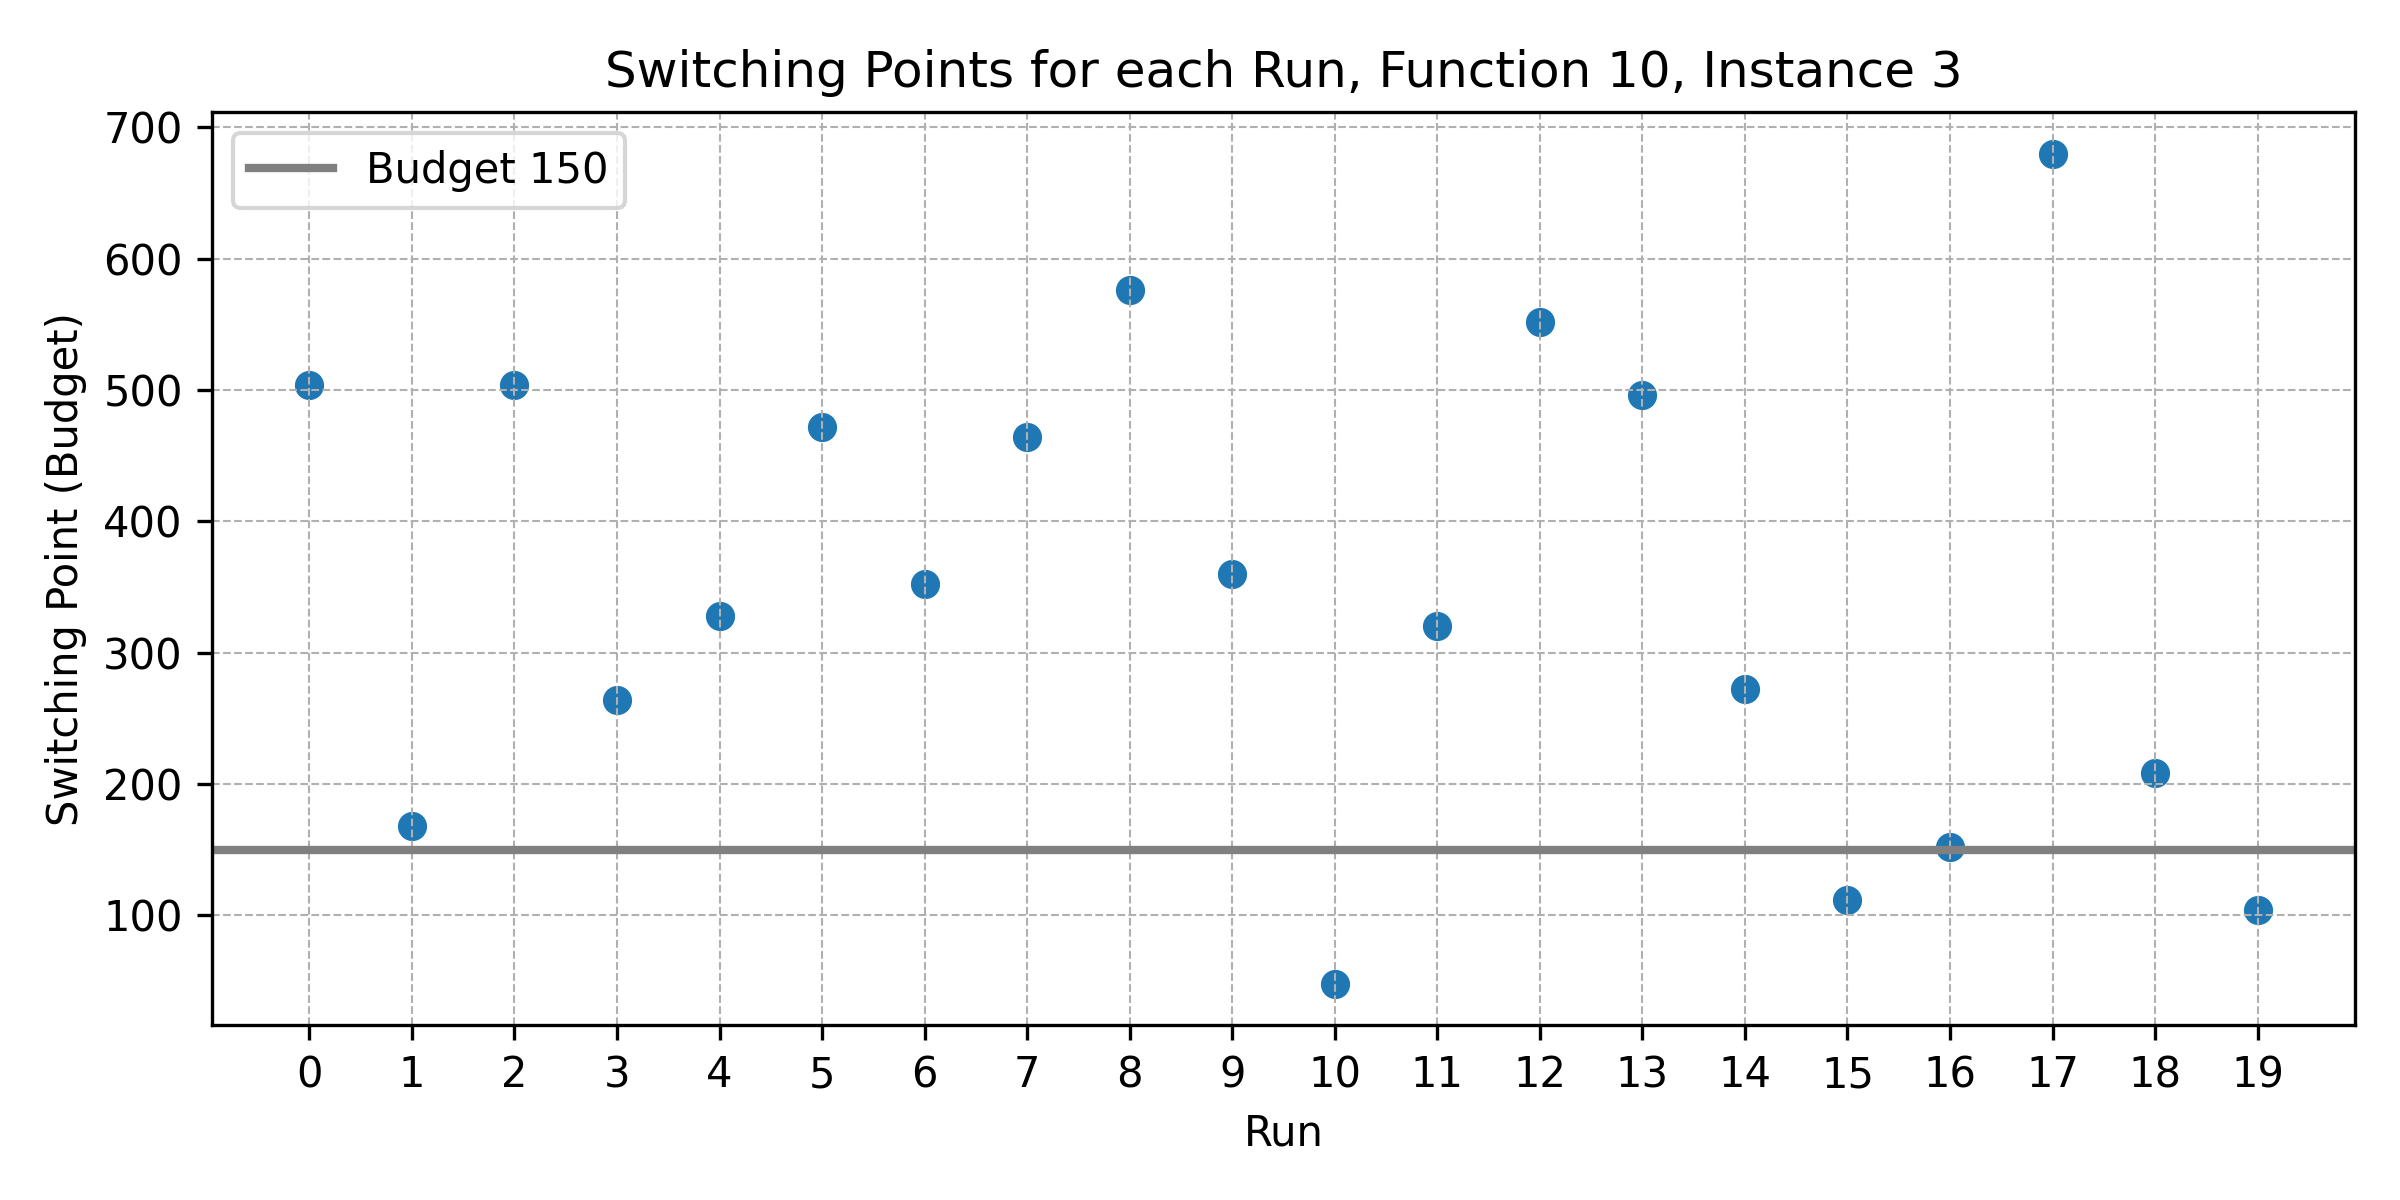 Switching Points for each Run, Function 10, Instance 3
Budget 150
Switching Point (Budget)
700
600
500
400
300
200
100
0 1 2 3 4 5 6 7 8 9 10 11 12 13 14 15 16 17 18 19
Run